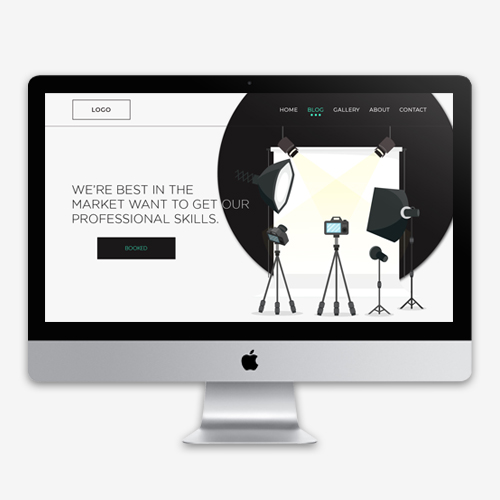 LOGO
HOME BLOG GALLERY ABOUT CONTACT
WE'RE BEST IN THE
MARKET WANT TO GET OUR
PROFESSIONAL SKILLS.
BOOKED